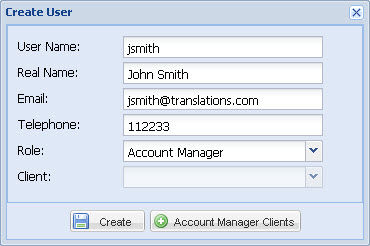 Create User
User Name: jsmith
Real Name: John Smith
Email: jsmith@translations.com
Telephone: 112233
Role: Account Manager
Client:
Create Account Manager Clients